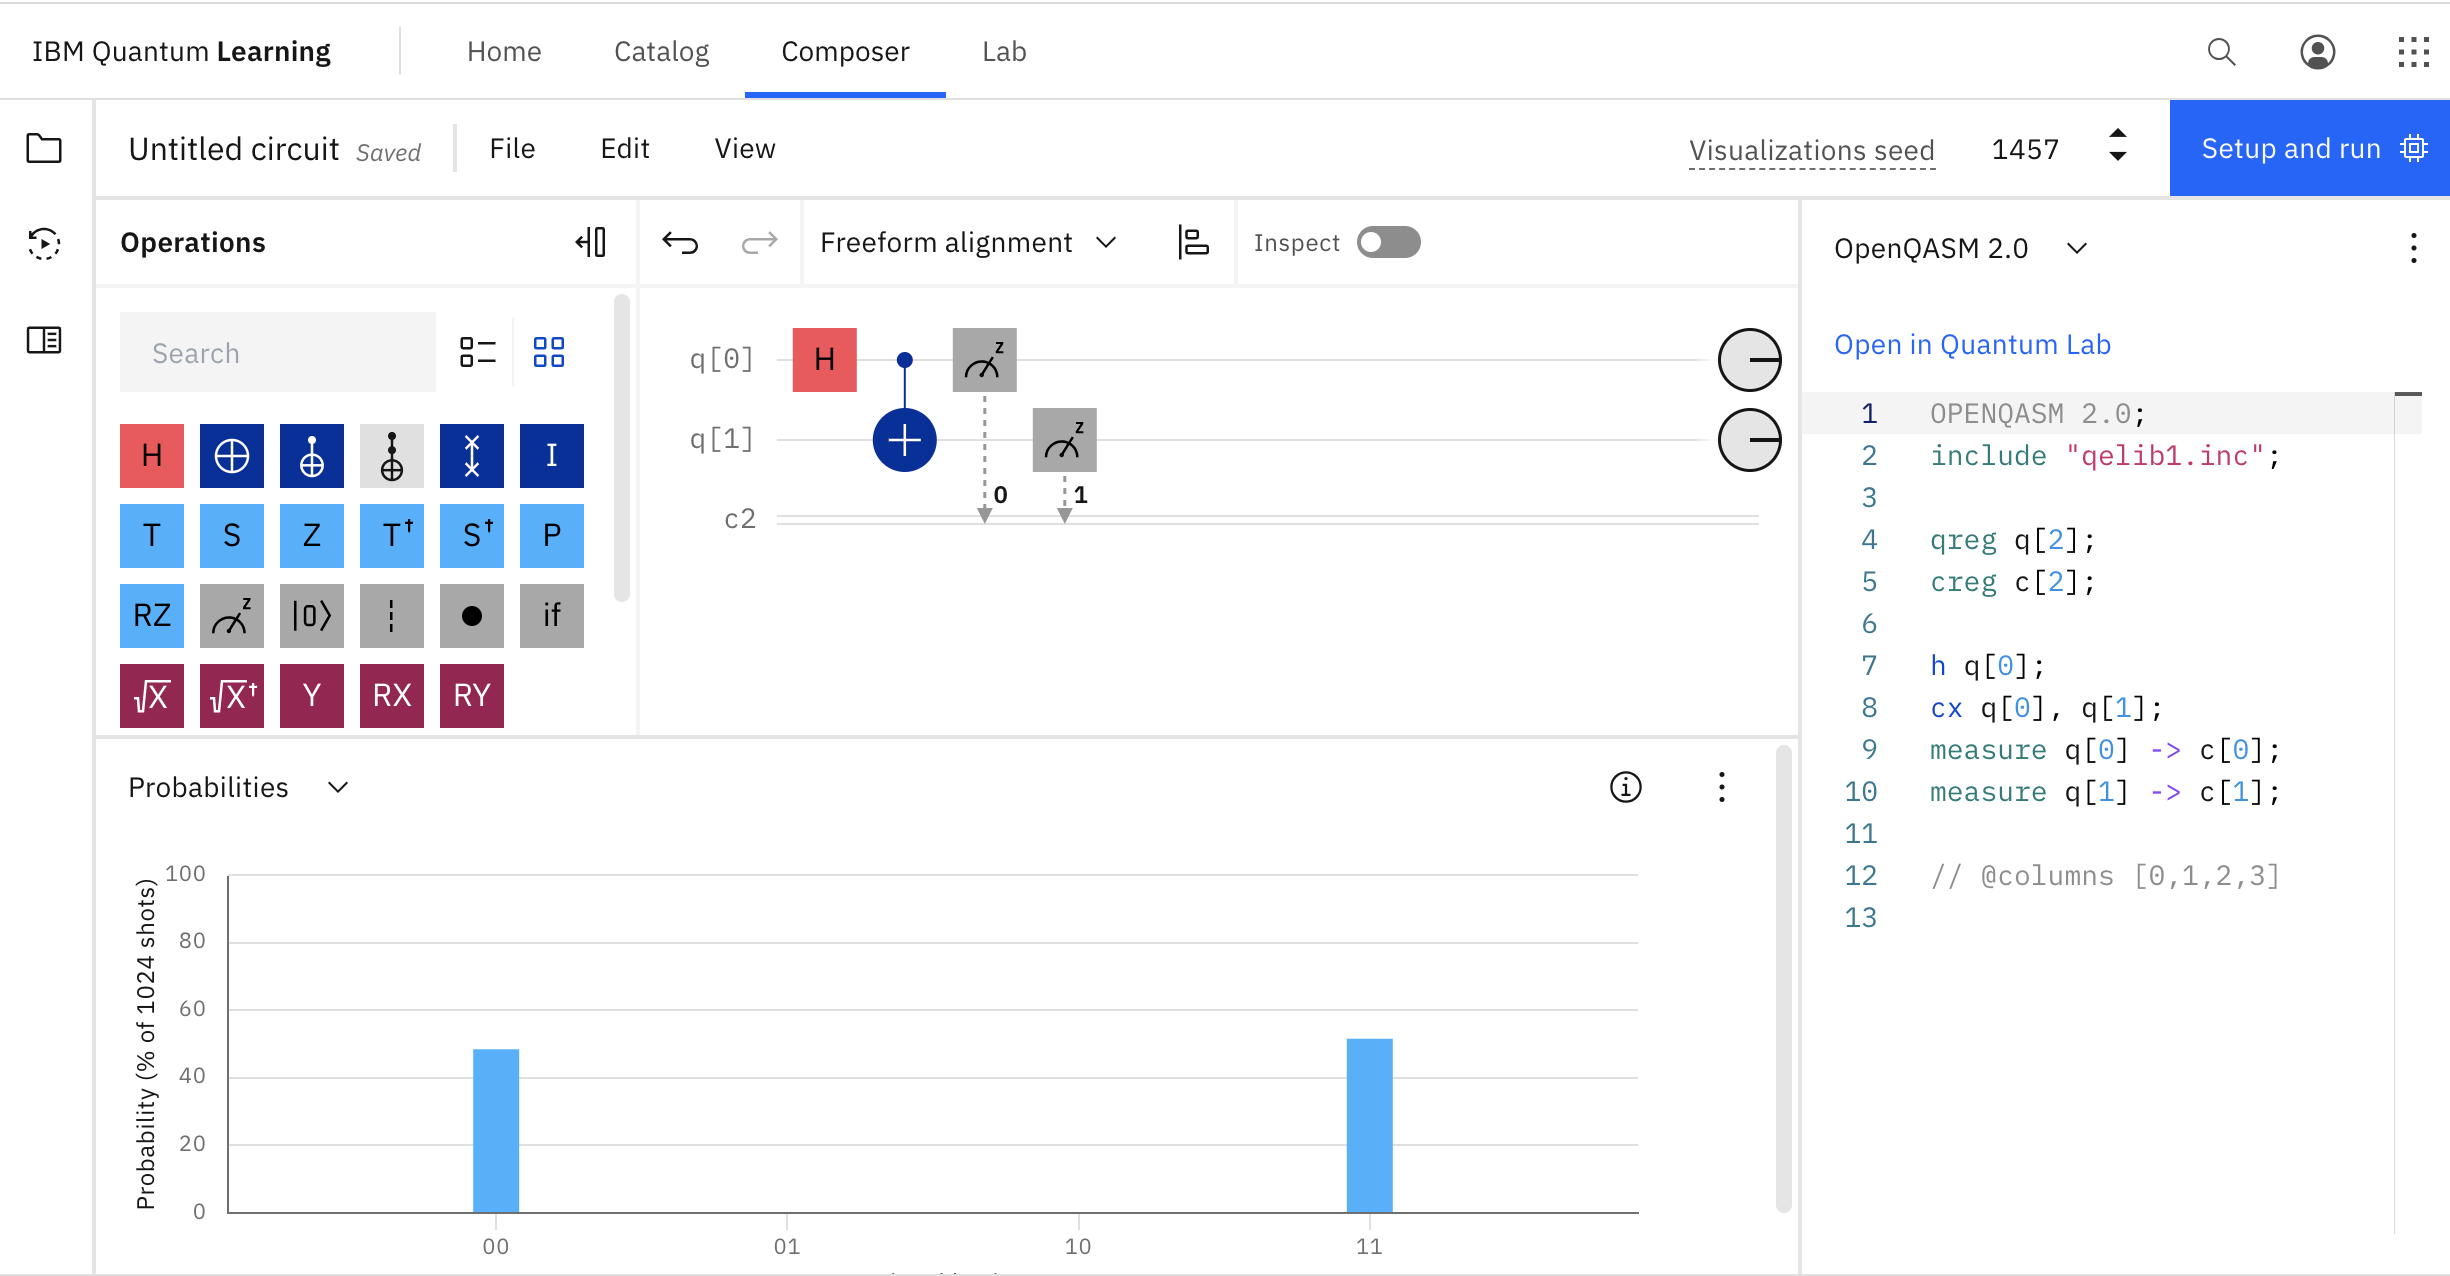 IBM Quantum Learning
Home
Catalog
Composer
Lab
Untitled circuit Saved
File
Edit
View
Visualizations seed
1457
Setup and run
Operations
Freeform alignment
Inspect
OpenQASM 2.0
Search
Open in Quantum Lab
H
I
T S Z T† S† P
RZ z |0⟩ if
√X √X† Y RX RY
q[0] H z
q[1] z
0 1
c2
1 OPENQASM 2.0;
2 include "qelib1.inc";
3
4 qreg q[2];
5 creg c[2];
6
7 h q[0];
8 cx q[0], q[1];
9 measure q[0] -> c[0];
10 measure q[1] -> c[1];
11
12 // @columns [0,1,2,3]
13
Probabilities
Probability (% of 1024 shots)
100
80
60
40
20
0
00 01 10 11